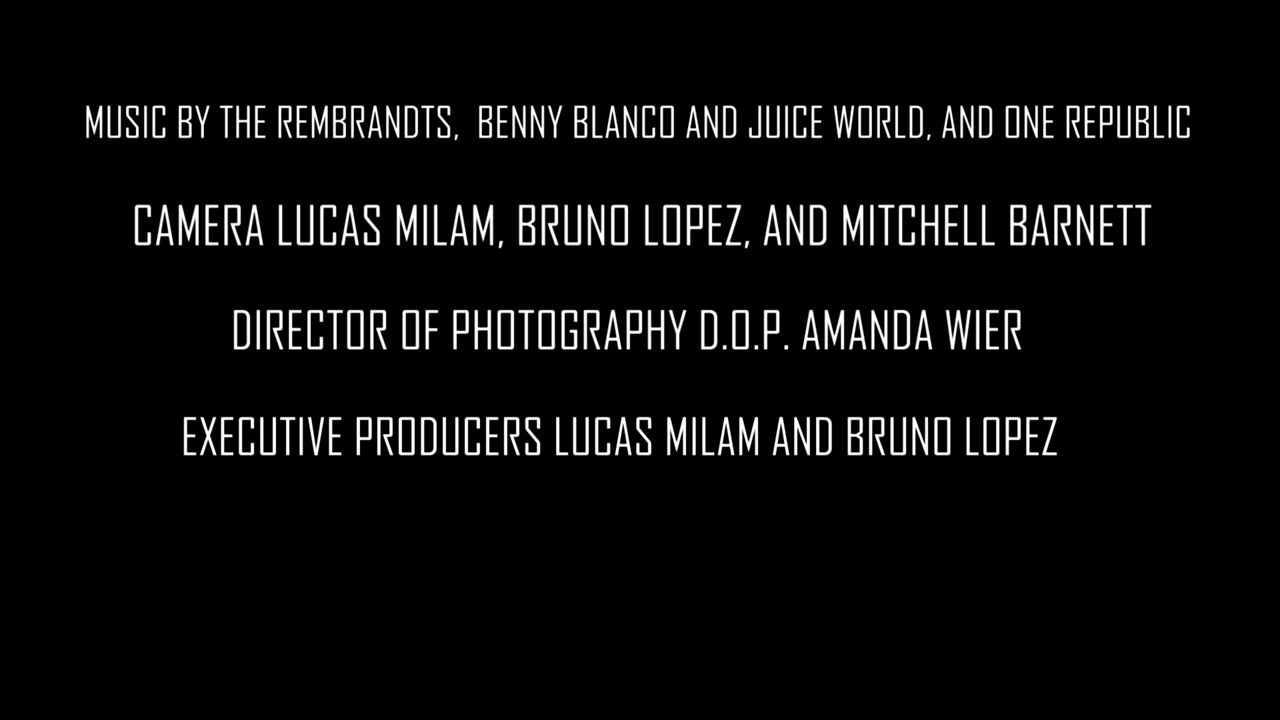 MUSIC BY THE REMBRANDTS, BENNY BLANCO AND JUICE WORLD, AND ONE REPUBLIC
CAMERA LUCAS MILAM, BRUNO LOPEZ, AND MITCHELL BARNETT
DIRECTOR OF PHOTOGRAPHY D.O.P. AMANDA WIER
EXECUTIVE PRODUCERS LUCAS MILAM AND BRUNO LOPEZ